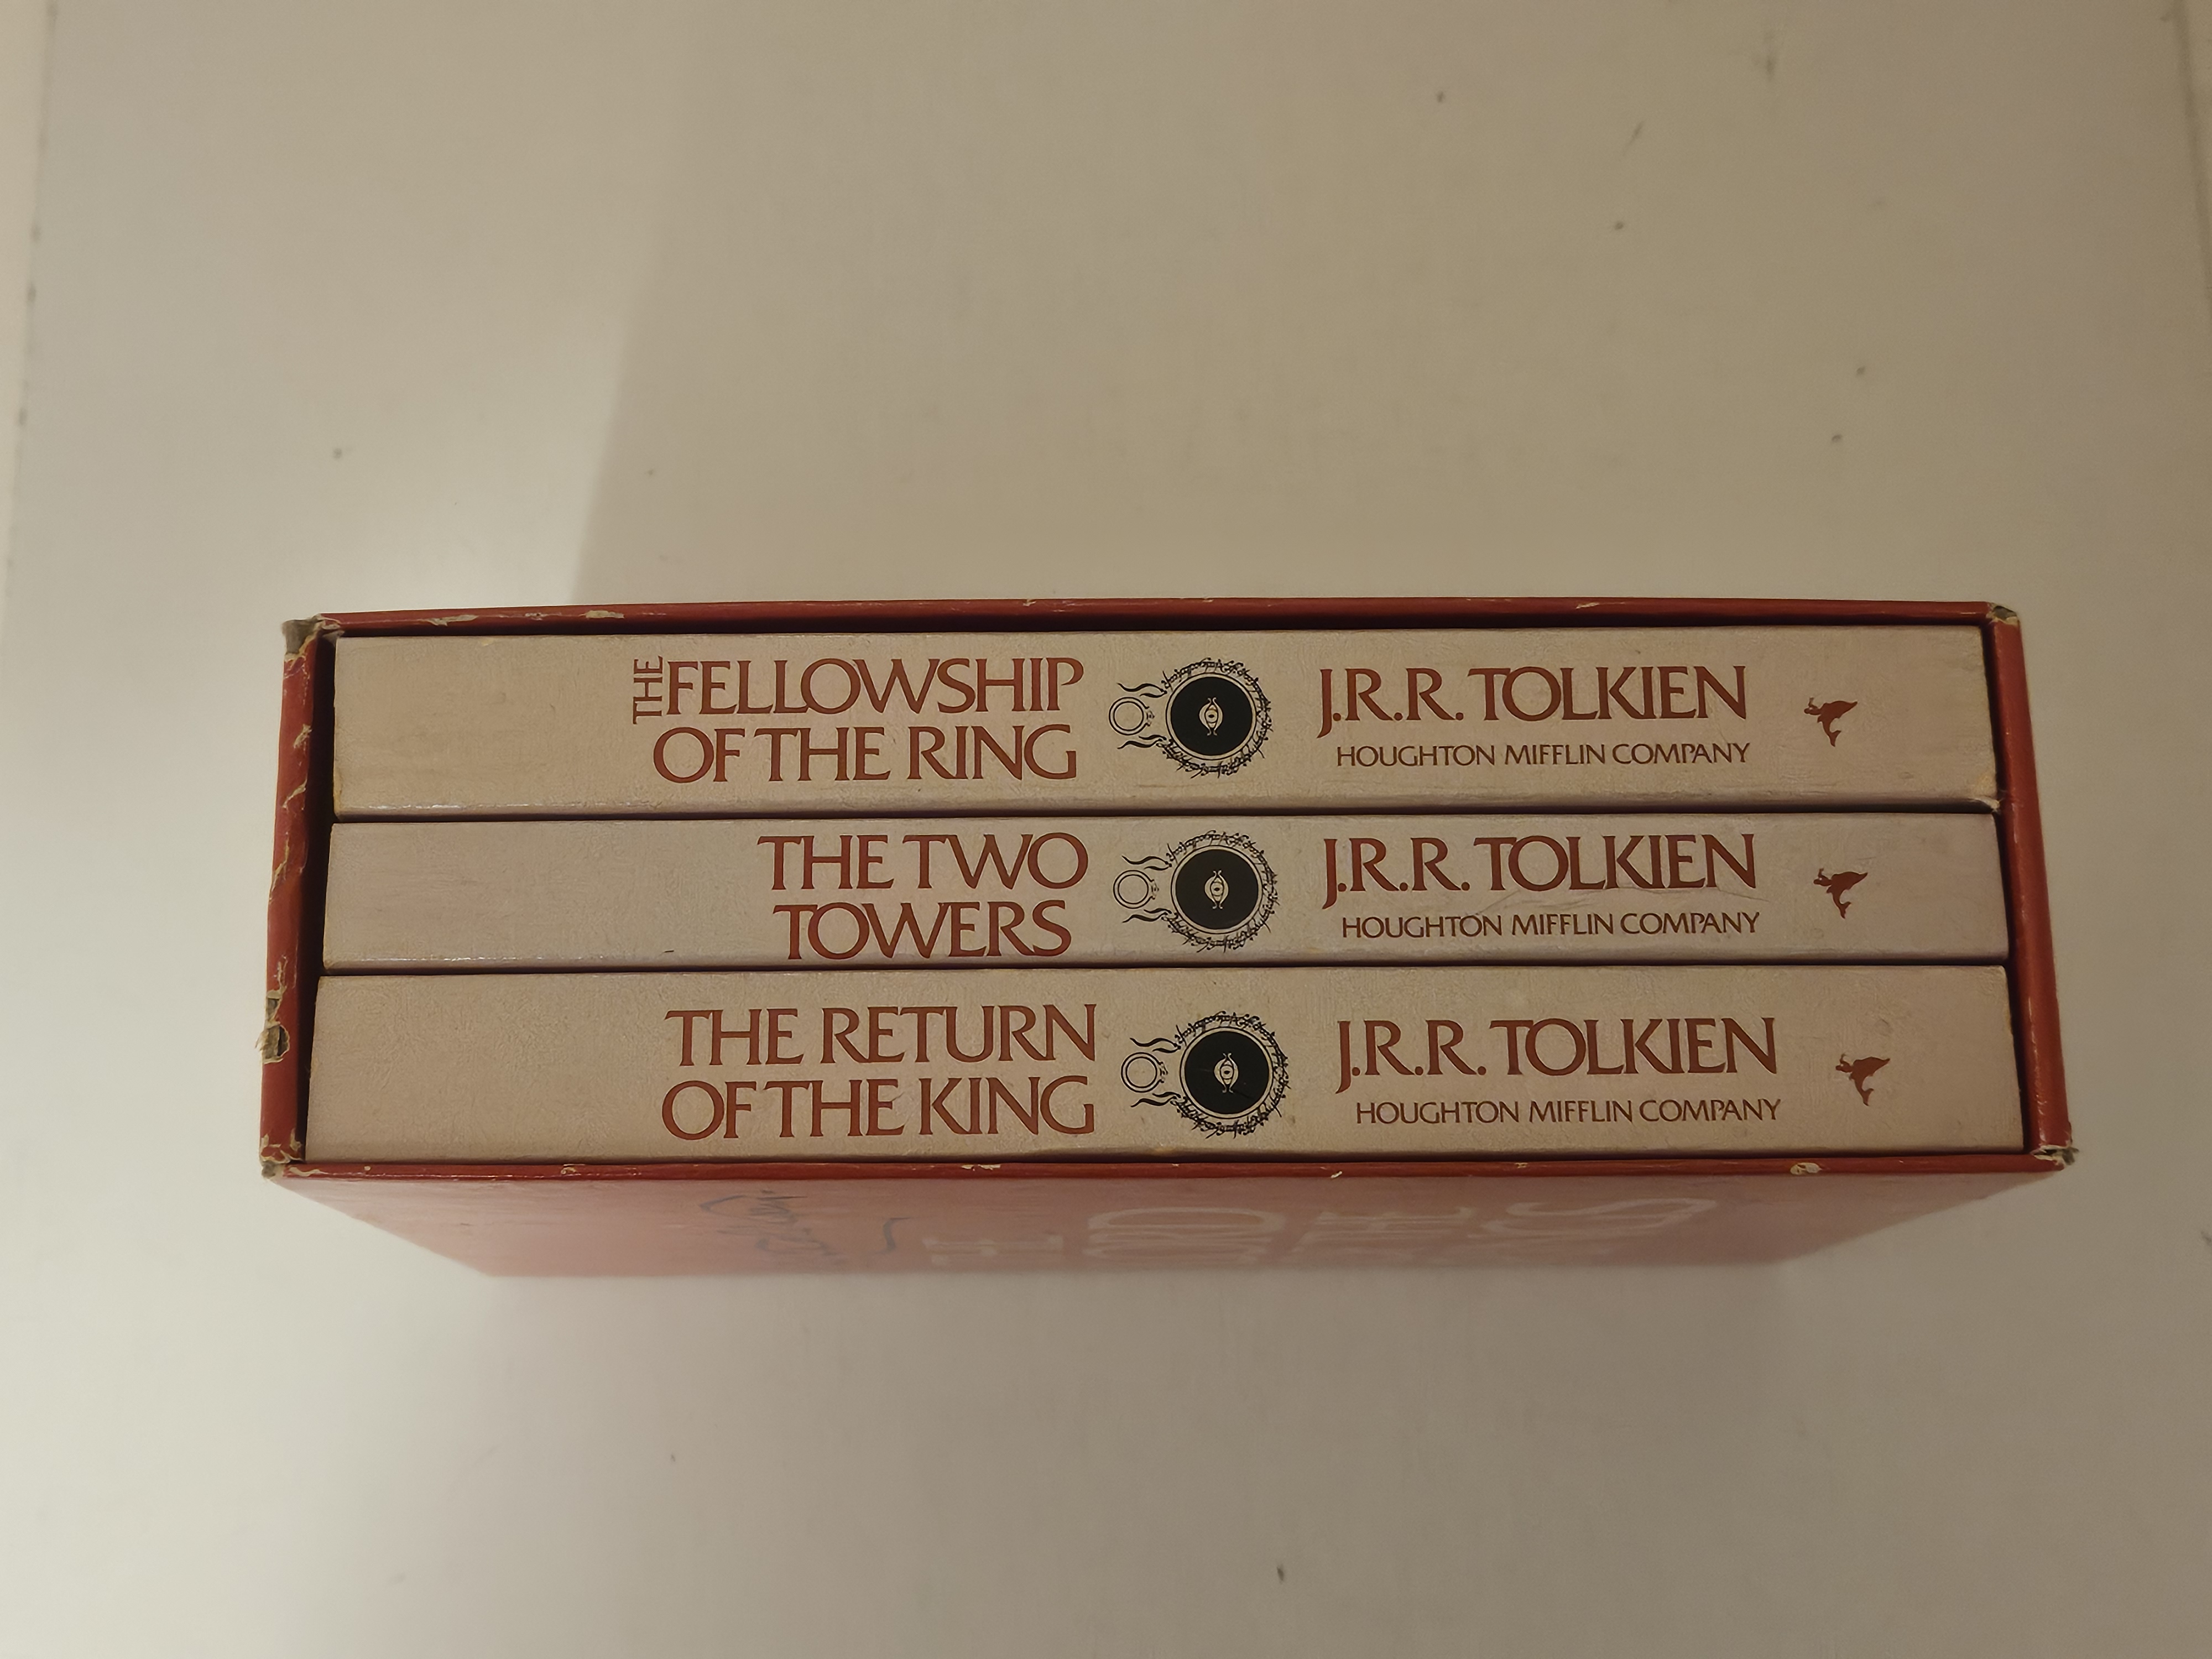 THE FELLOWSHIP
OF THE RING
J.R.R. TOLKIEN
HOUGHTON MIFFLIN COMPANY
THE TWO
TOWERS
J.R.R. TOLKIEN
HOUGHTON MIFFLIN COMPANY
THE RETURN
OF THE KING
J.R.R. TOLKIEN
HOUGHTON MIFFLIN COMPANY